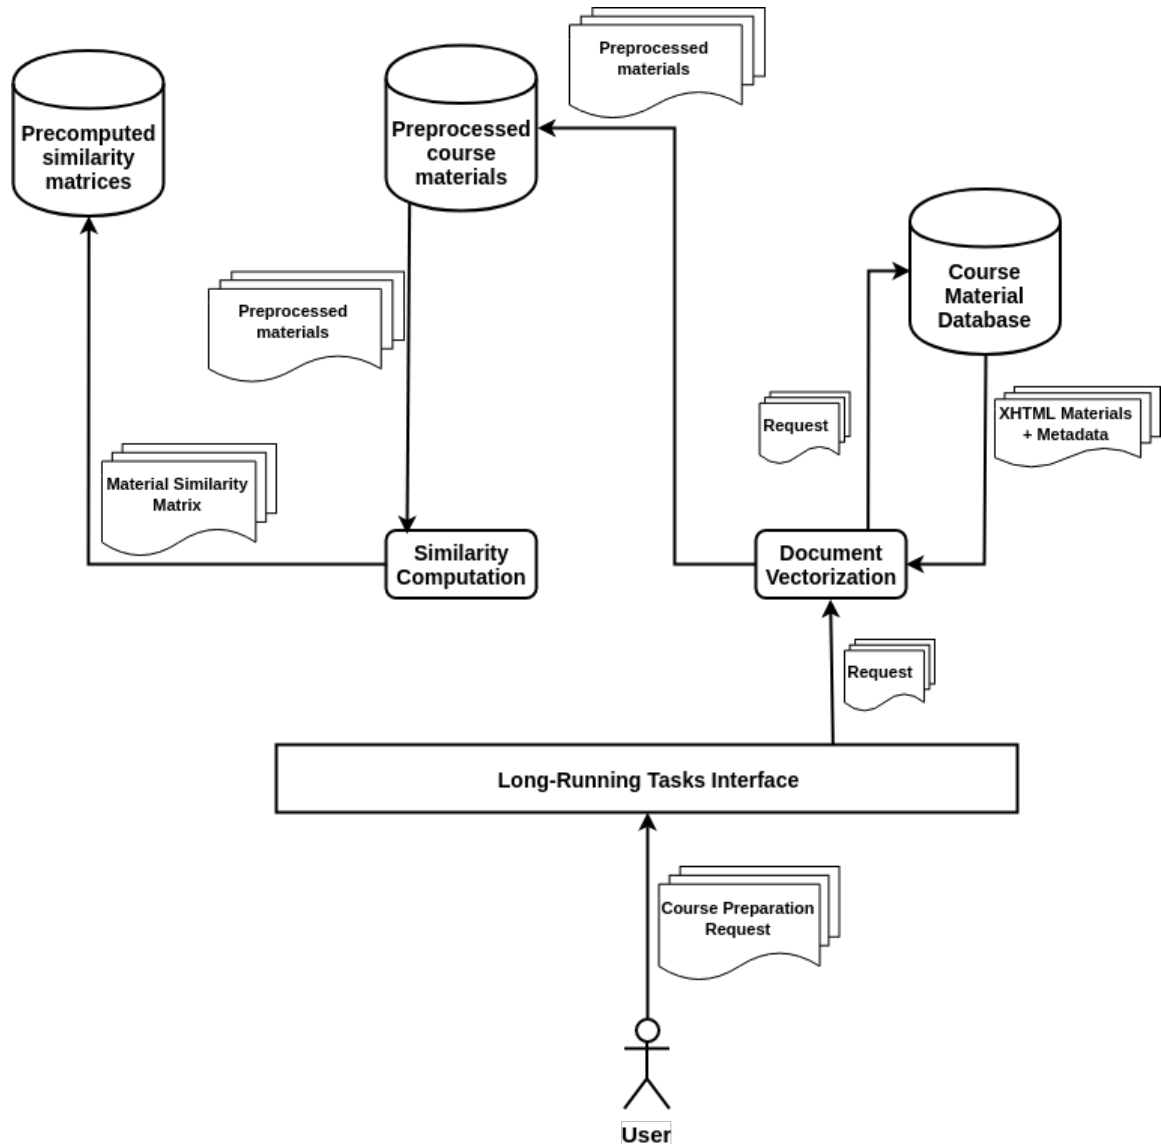 Preprocessed
materials
Precomputed
similarity
matrices
Preprocessed
course
materials
Course
Material
Database
Preprocessed
materials
Request
XHTML Materials
+ Metadata
Material Similarity
Matrix
Similarity
Computation
Document
Vectorization
Request
Long-Running Tasks Interface
Course Preparation
Request
User